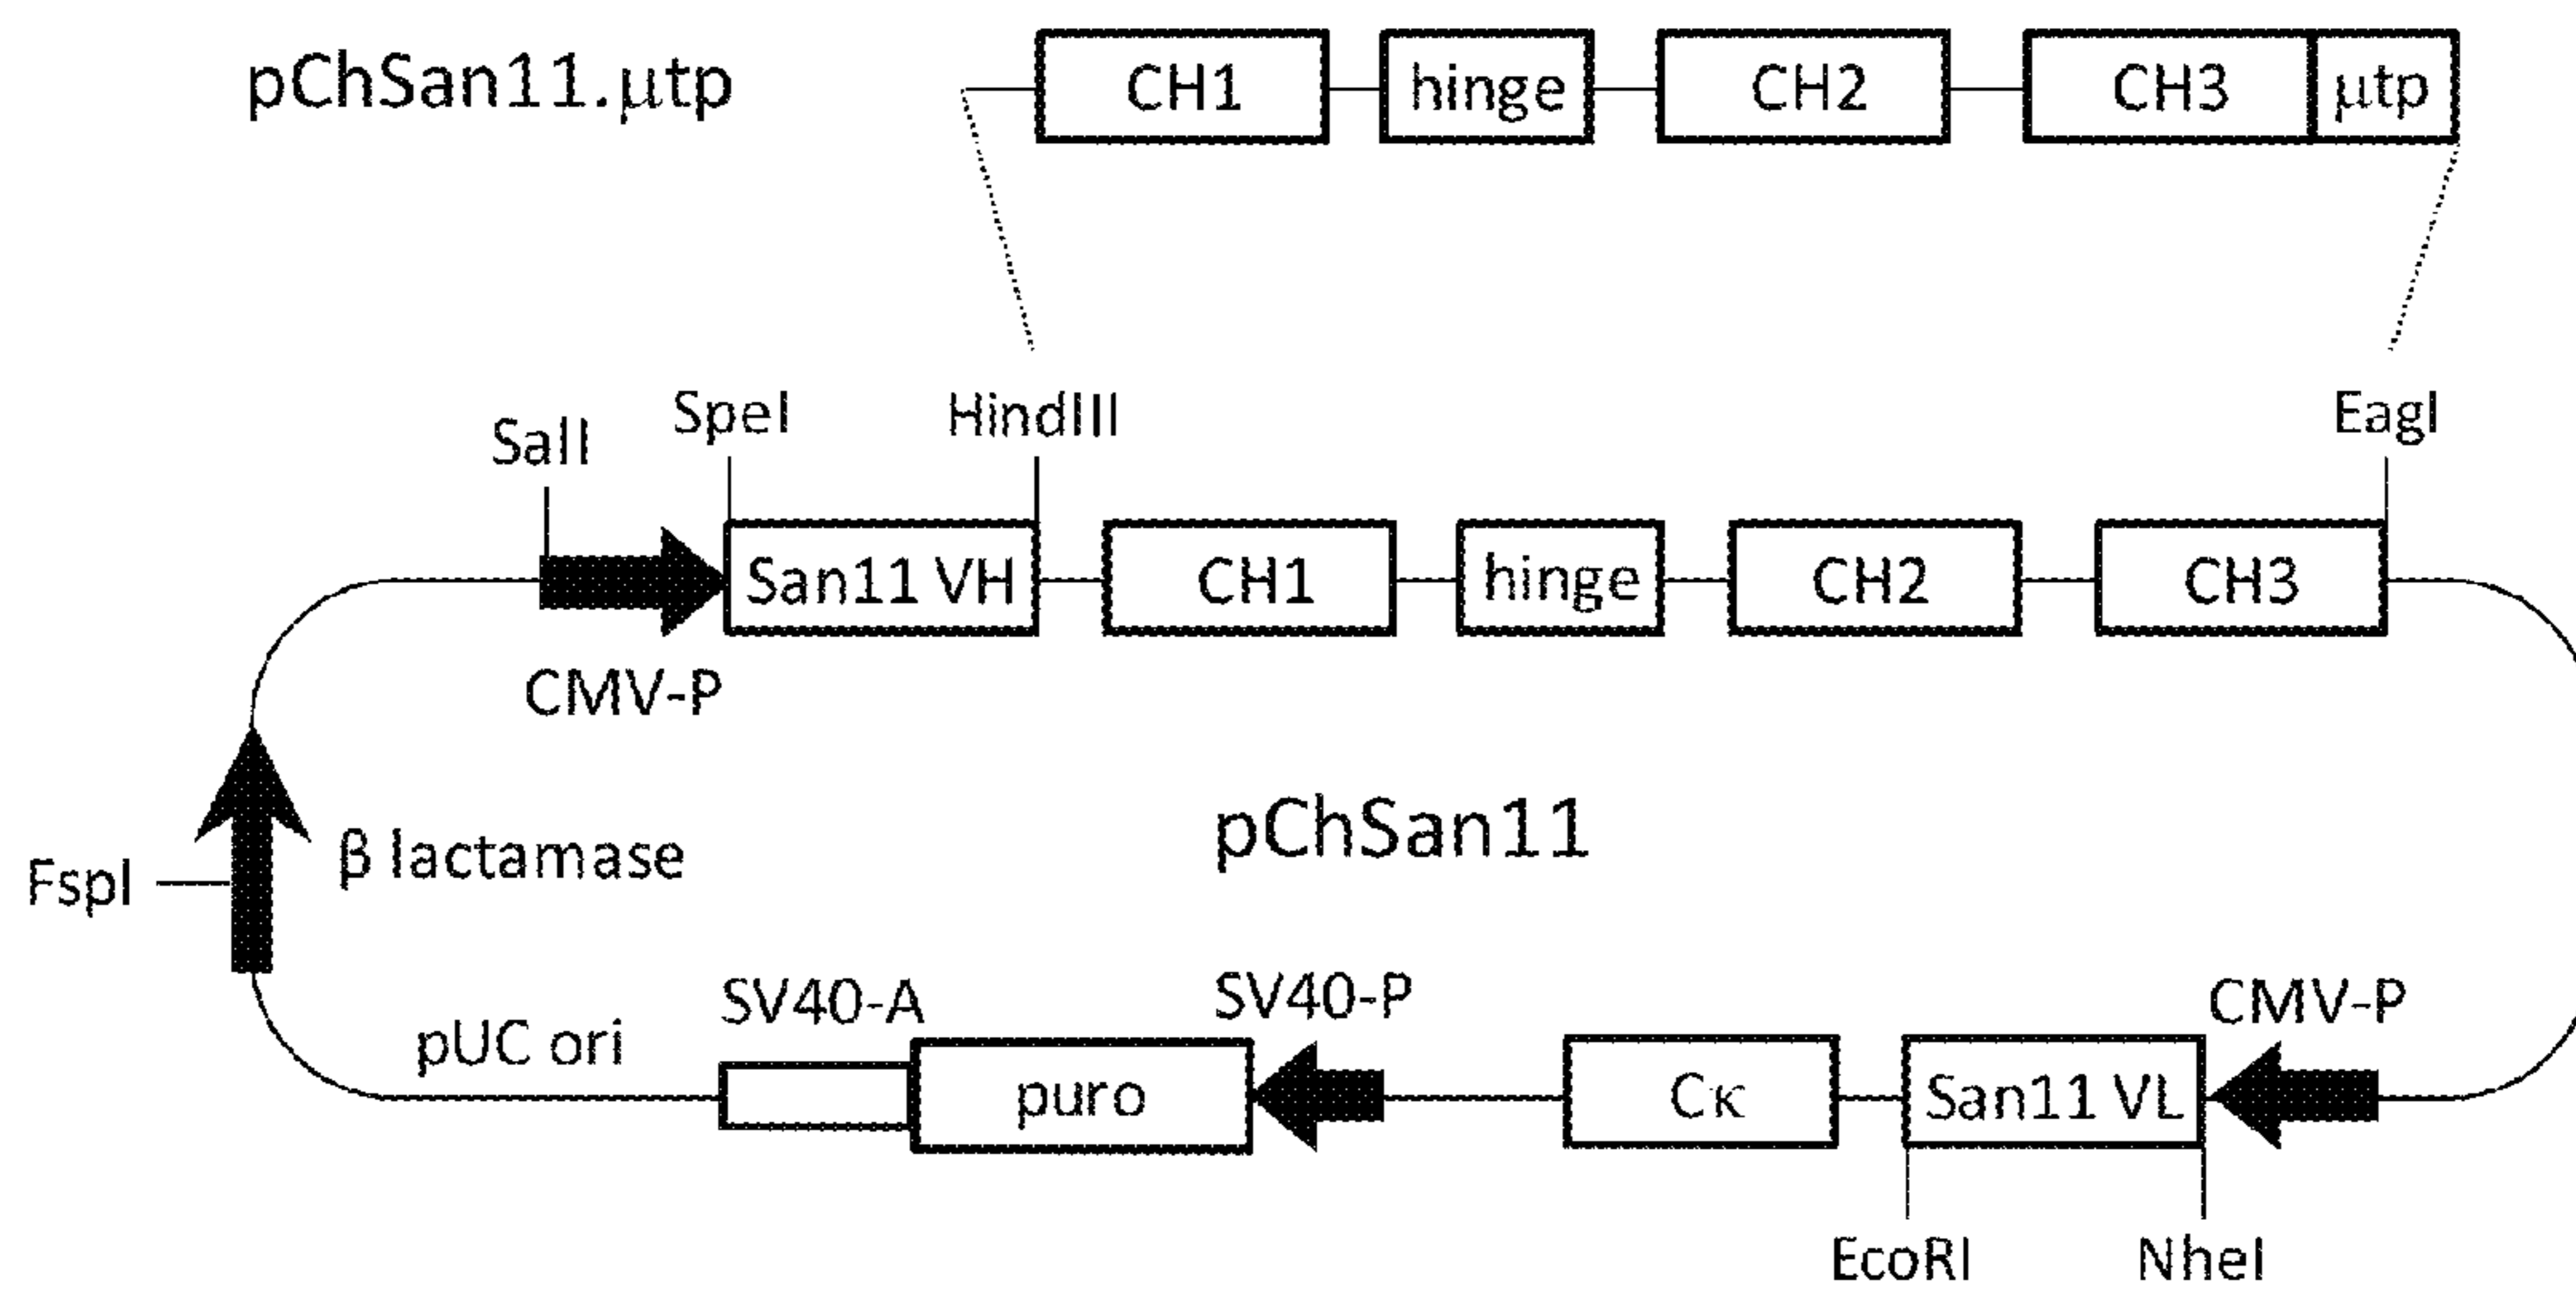 pChSan11.μtp
CH1 hinge CH2 CH3 μtp
SalI SpeI HindIII EagI
San11 VH CH1 hinge CH2 CH3
CMV-P
pChSan11
FspI β lactamase
pUC ori SV40-A SV40-P CMV-P
puro Cκ San11 VL
EcoRI NheI